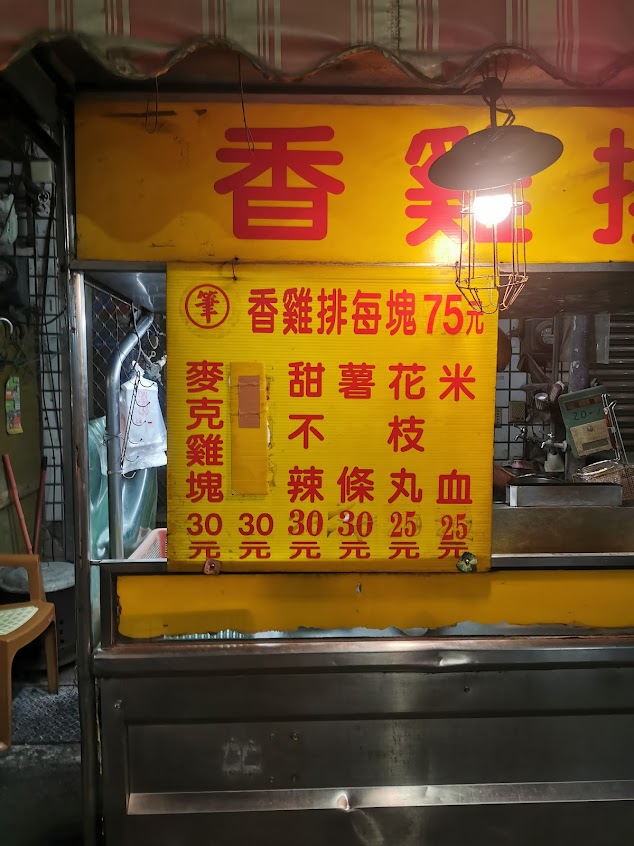 香雞排
筆 香雞排每塊75元
米血 25元
花枝丸 25元
薯條 30元
甜不辣 30元
30元
麥克雞塊 30元